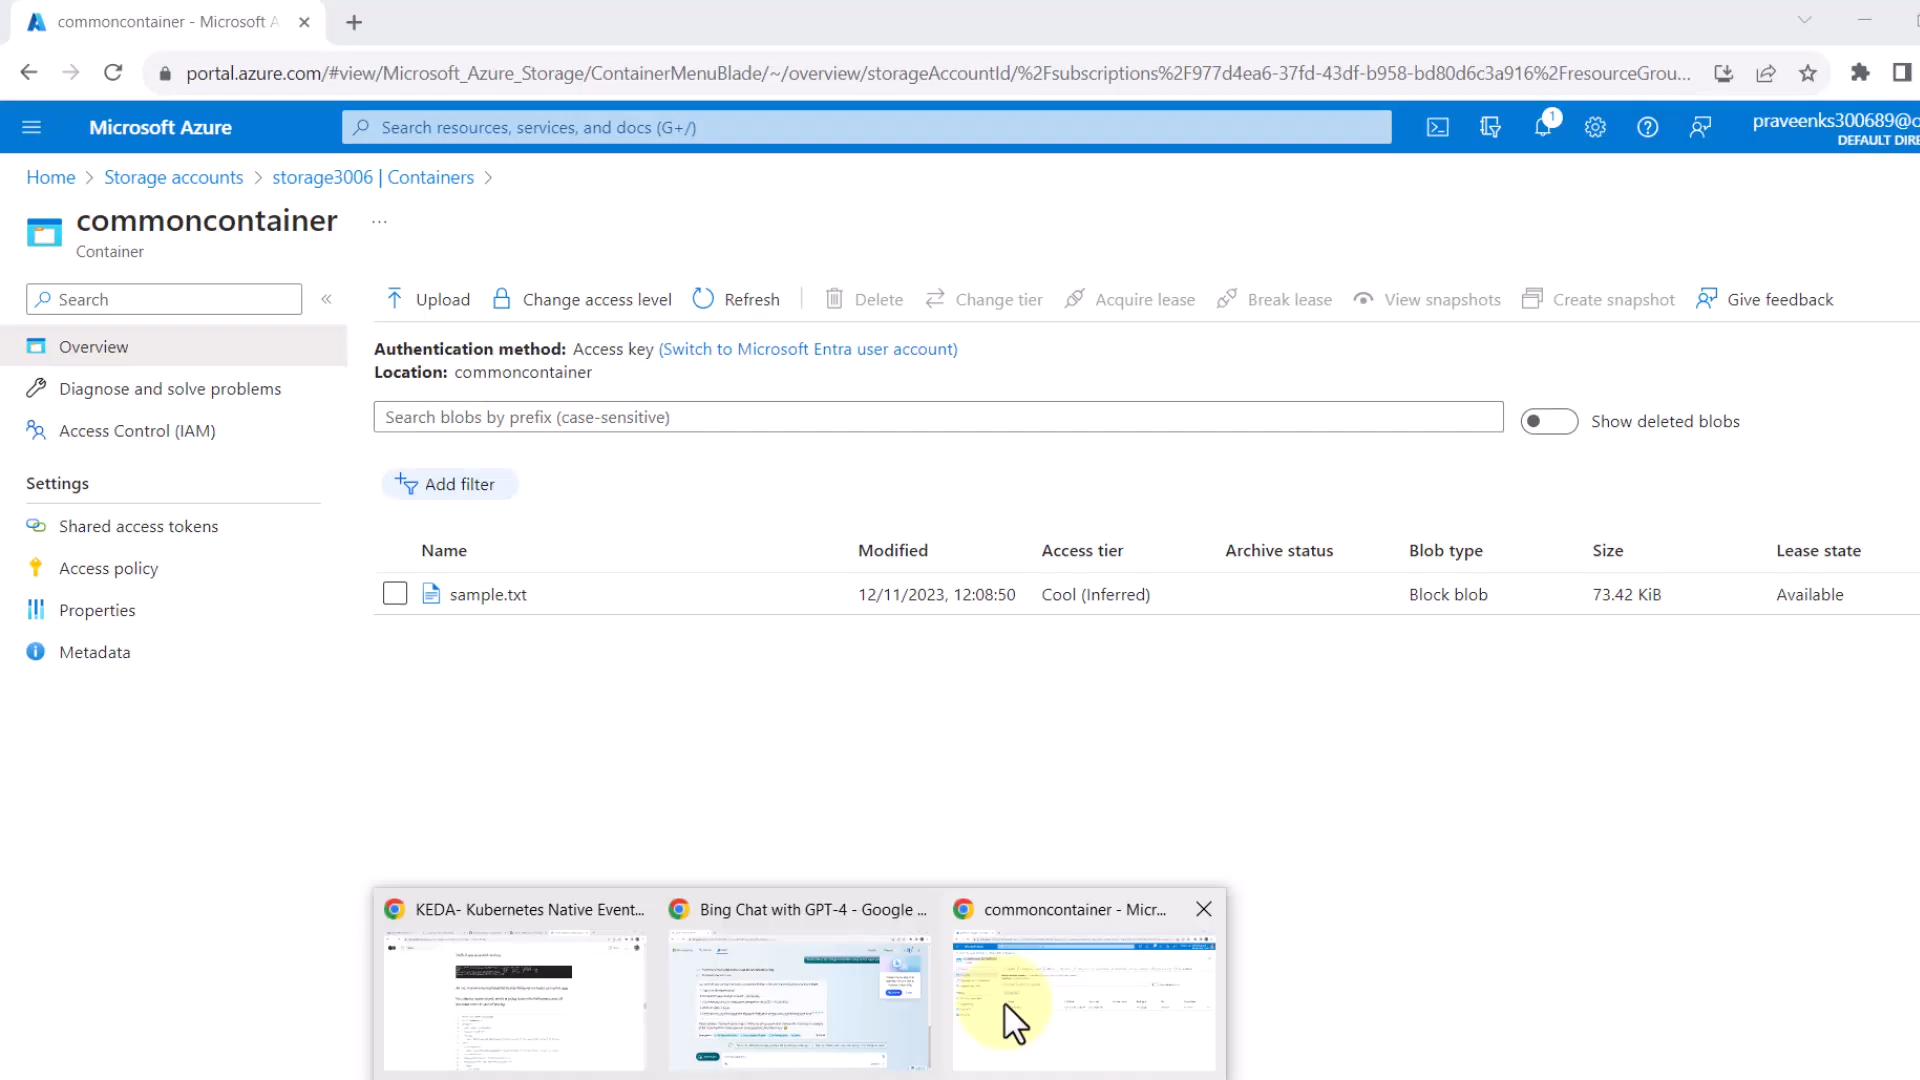 commoncontainer - Microsoft A
portal.azure.com/#view/Microsoft_Azure_Storage/ContainerMenuBlade/~/overview/storageAccountId/%2Fsubscriptions%2F977d4ea6-37fd-43df-b958-bd80d6c3a916%2FresourceGrou...
Microsoft Azure
Search resources, services, and docs (G+/)
1
praveenks300689@o
DEFAULT DIRE
Home > Storage accounts > storage3006 | Containers >
commoncontainer ...
Container
Search «
Upload Change access level Refresh Delete Change tier Acquire lease Break lease View snapshots Create snapshot Give feedback
Overview
Diagnose and solve problems
Access Control (IAM)
Settings
Shared access tokens
Access policy
Properties
Metadata
Authentication method: Access key (Switch to Microsoft Entra user account)
Location: commoncontainer
Search blobs by prefix (case-sensitive)
Show deleted blobs
Add filter
Name Modified Access tier Archive status Blob type Size Lease state
sample.txt 12/11/2023, 12:08:50 Cool (Inferred) Block blob 73.42 KiB Available
KEDA- Kubernetes Native Event...
Bing Chat with GPT-4 - Google ...
commoncontainer - Micr...